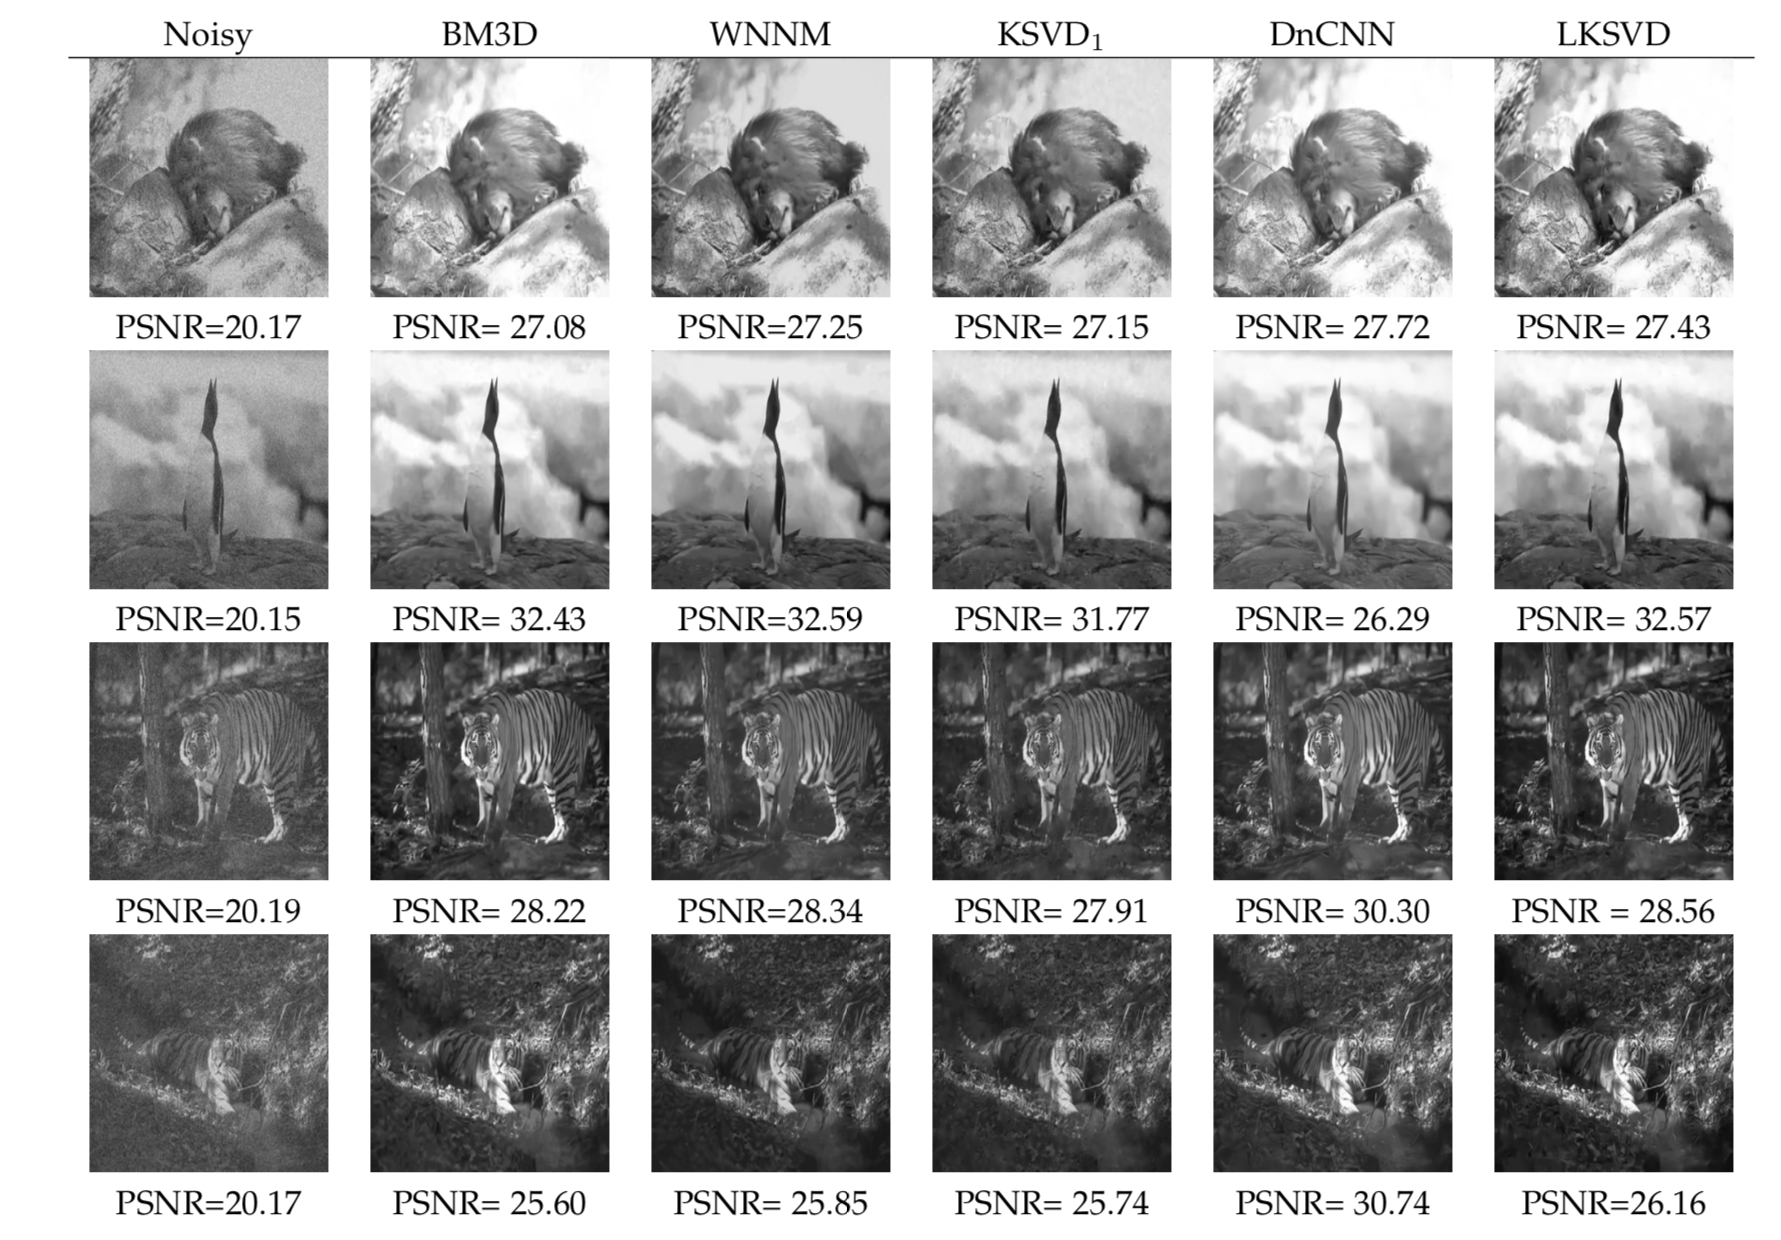 Noisy BM3D WNNM KSVD₁ DnCNN LKSVD
PSNR=20.17 PSNR= 27.08 PSNR=27.25 PSNR= 27.15 PSNR= 27.72 PSNR= 27.43
PSNR=20.15 PSNR= 32.43 PSNR=32.59 PSNR= 31.77 PSNR= 26.29 PSNR= 32.57
PSNR=20.19 PSNR= 28.22 PSNR=28.34 PSNR= 27.91 PSNR= 30.30 PSNR = 28.56
PSNR=20.17 PSNR= 25.60 PSNR= 25.85 PSNR= 25.74 PSNR= 30.74 PSNR=26.16